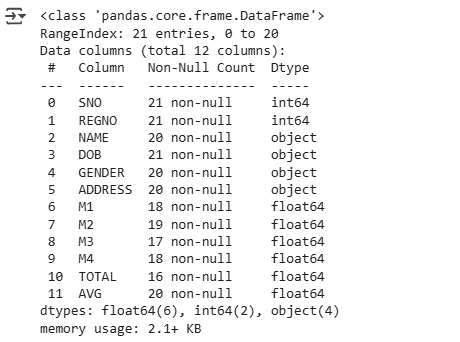 <class 'pandas.core.frame.DataFrame'>
RangeIndex: 21 entries, 0 to 20
Data columns (total 12 columns):
 #   Column   Non-Null Count  Dtype
---  ------   --------------  -----
 0   SNO      21 non-null     int64
 1   REGNO    21 non-null     int64
 2   NAME     20 non-null     object
 3   DOB      21 non-null     object
 4   GENDER   20 non-null     object
 5   ADDRESS  20 non-null     object
 6   M1       18 non-null     float64
 7   M2       19 non-null     float64
 8   M3       17 non-null     float64
 9   M4       18 non-null     float64
 10  TOTAL    16 non-null     float64
 11  AVG      20 non-null     float64
dtypes: float64(6), int64(2), object(4)
memory usage: 2.1+ KB